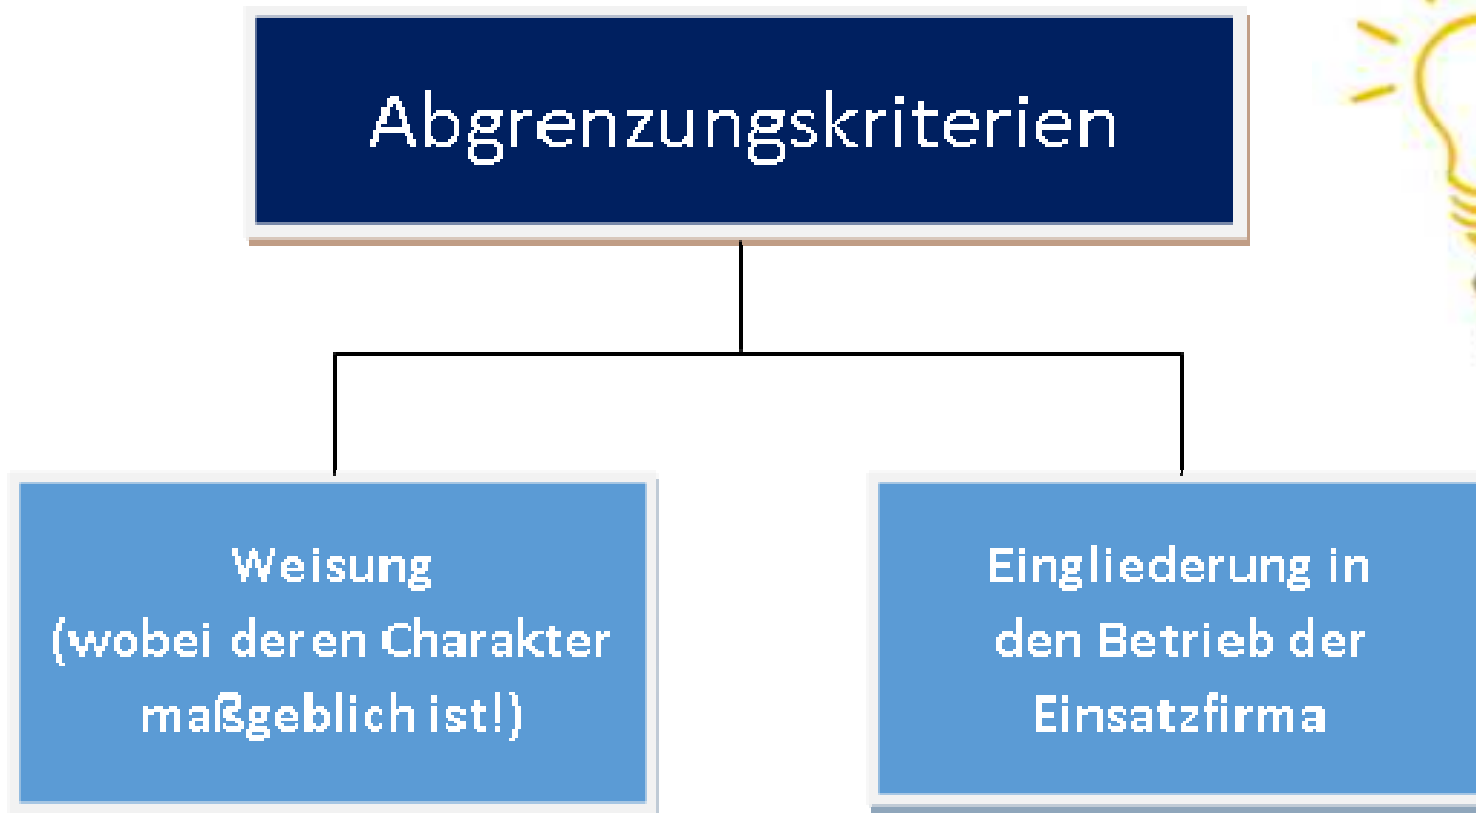 Abgrenzungskriterien
Weisung
(wobei deren Charakter
maßgeblich ist!)
Eingliederung in
den Betrieb der
Einsatzfirma